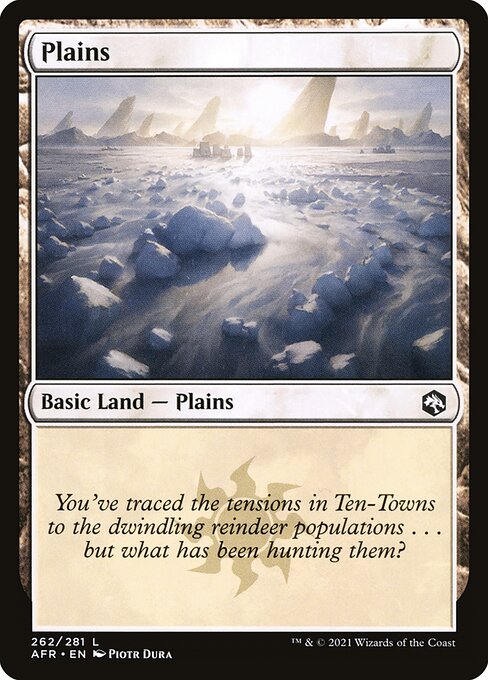 Plains
Basic Land — Plains
You've traced the tensions in Ten-Towns
to the dwindling reindeer populations . . .
but what has been hunting them?
262/281 L
™ & © 2021 Wizards of the Coast
AFR • EN Piotr Dura